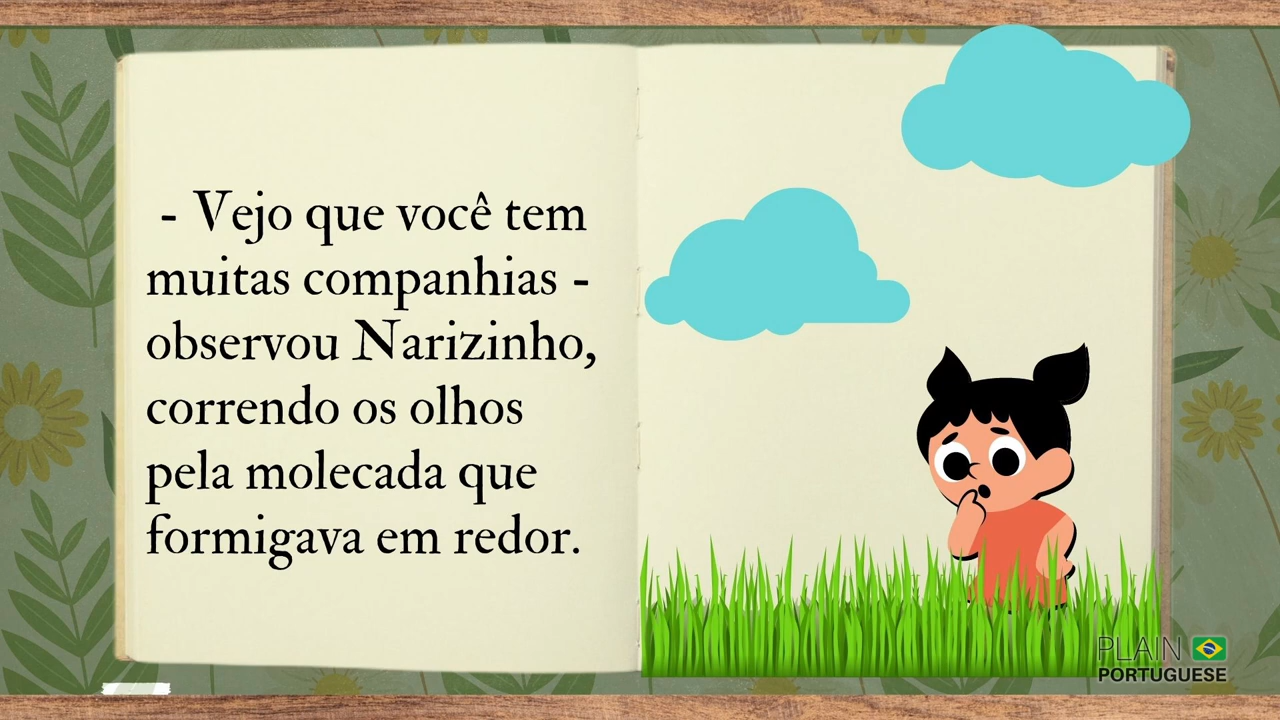 - Vejo que você tem
muitas companhias -
observou Narizinho,
correndo os olhos
pela molecada que
formigava em redor.
PLAIN
PORTUGUESE